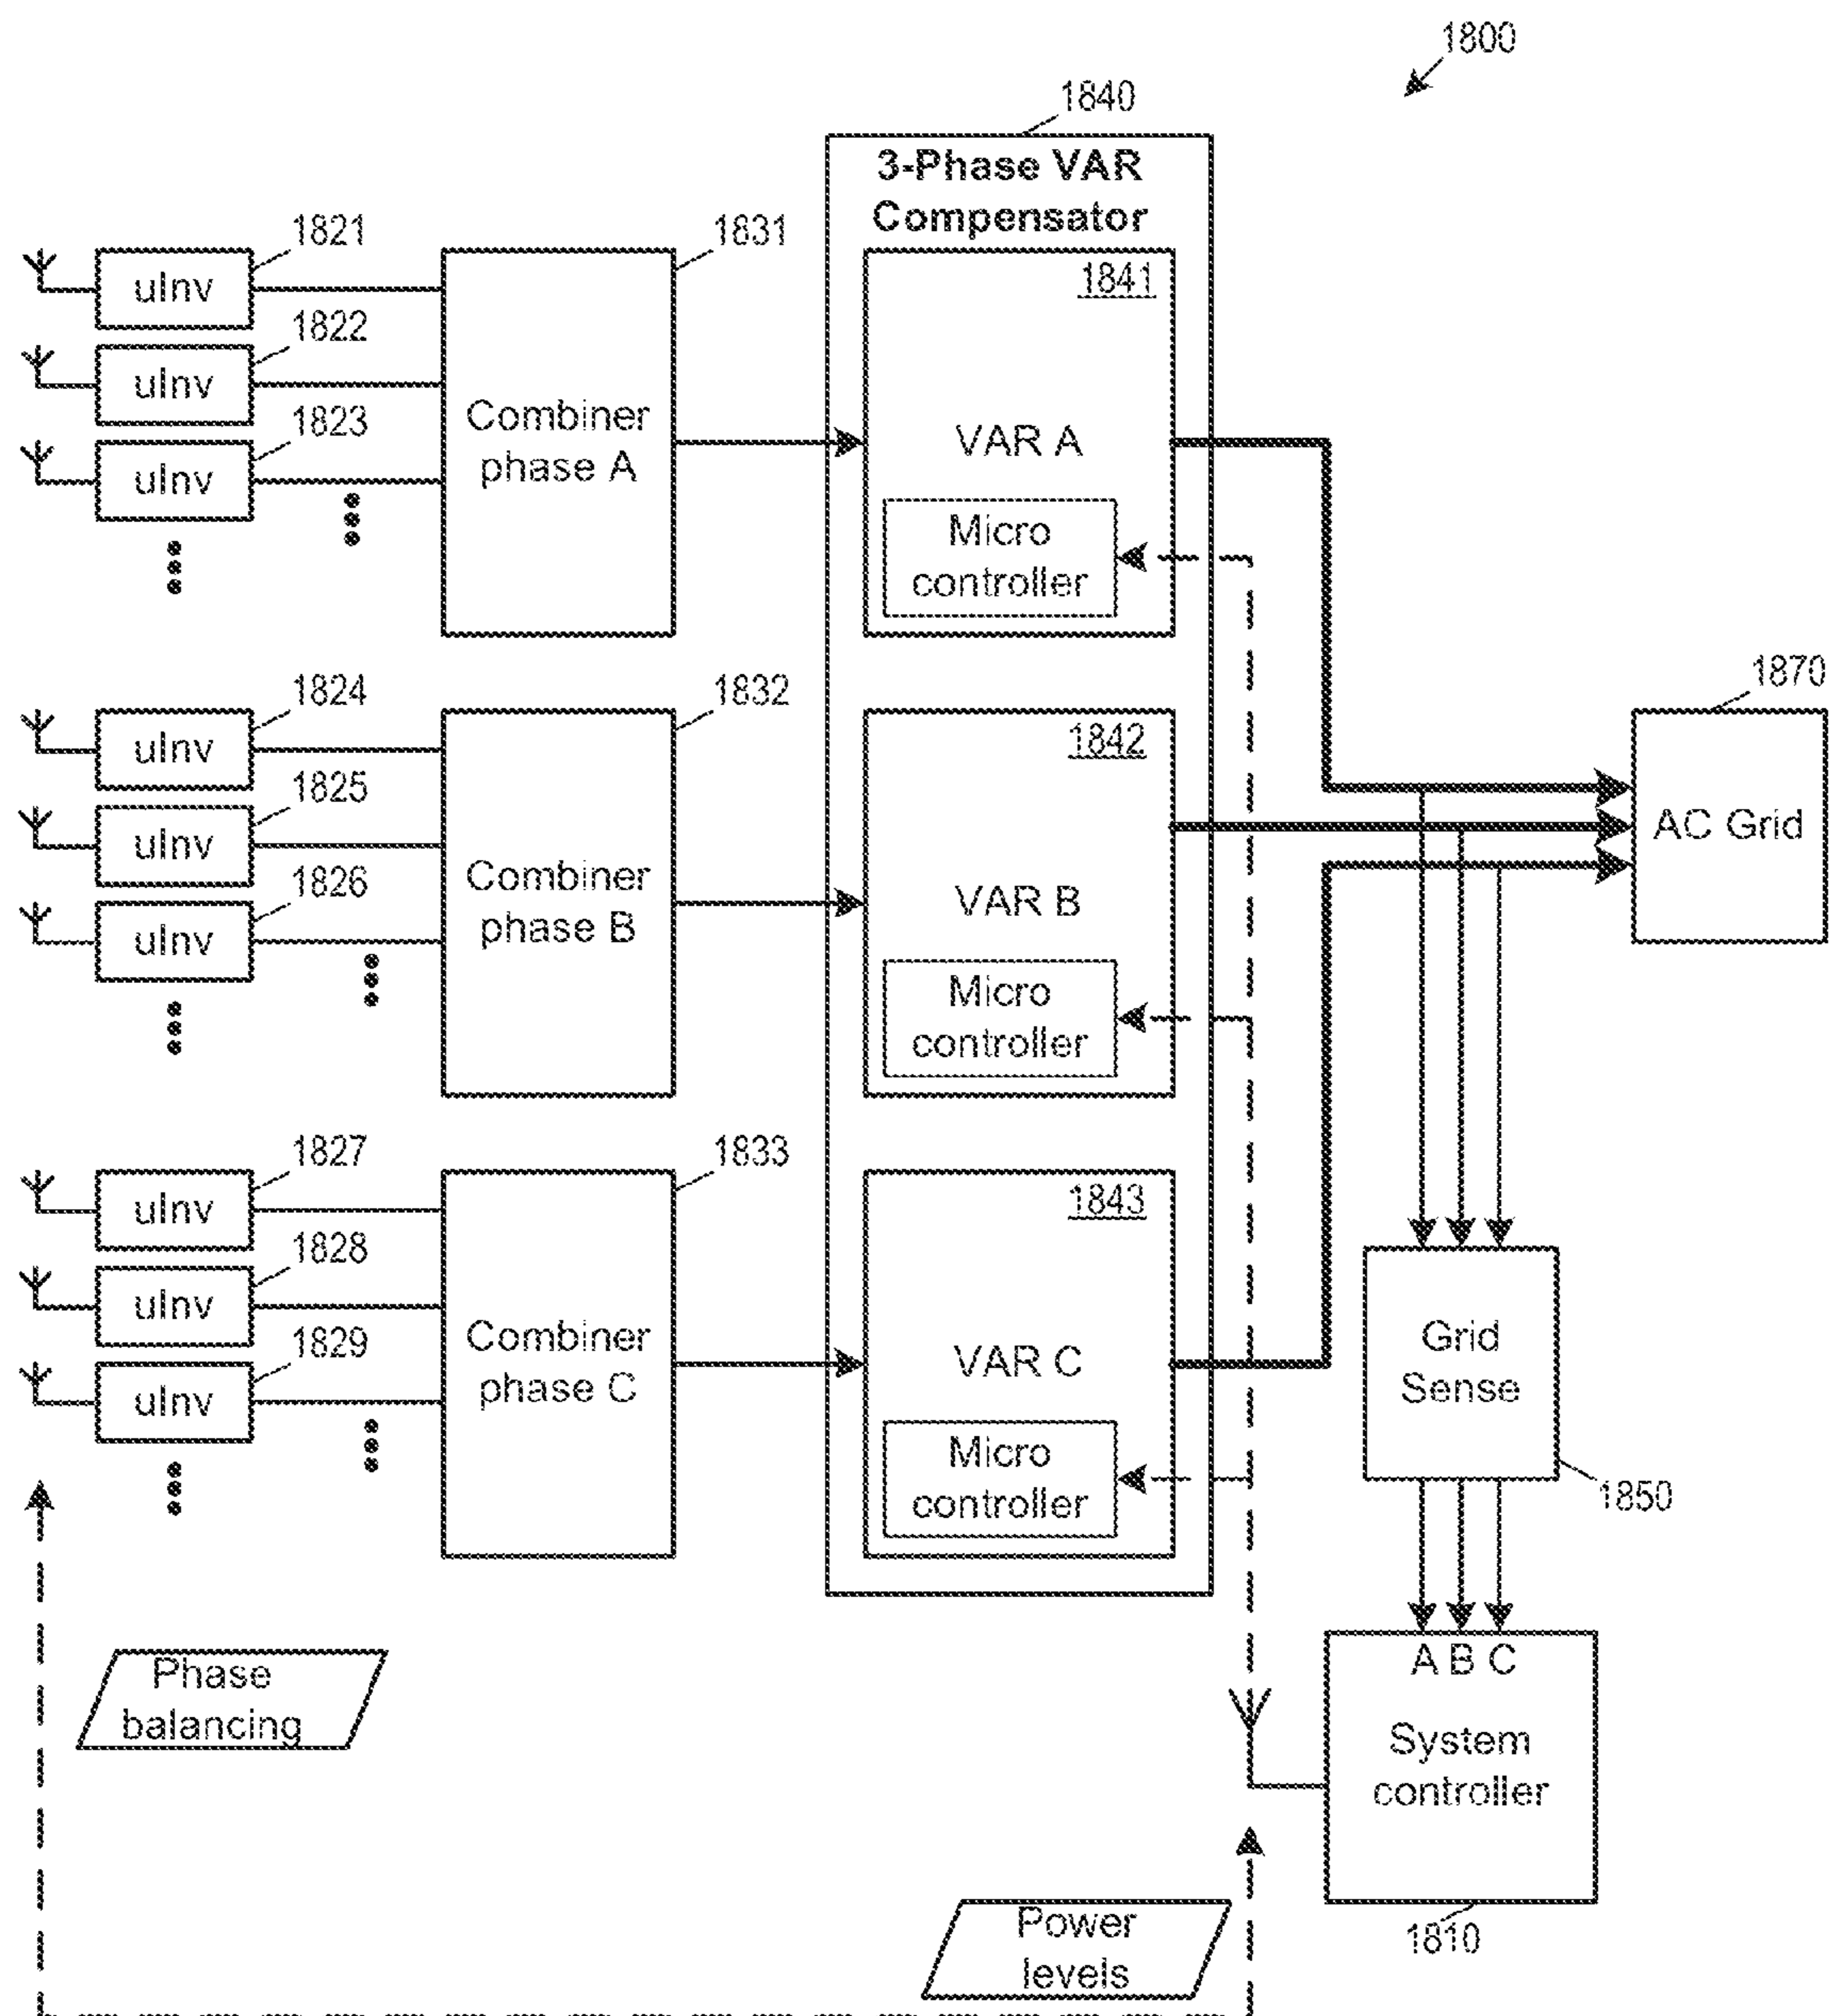 1800
1840
3-Phase VAR
Compensator
1821
uInv
1822
uInv
1823
uInv
1831
Combiner
phase A
1841
VAR A
Micro
controller
1824
uInv
1825
uInv
1826
uInv
1832
Combiner
phase B
1842
VAR B
Micro
controller
1870
AC Grid
1827
uInv
1828
uInv
1829
uInv
1833
Combiner
phase C
1843
VAR C
Micro
controller
Grid
Sense
1850
A B C
System
controller
1810
Phase
balancing
Power
levels